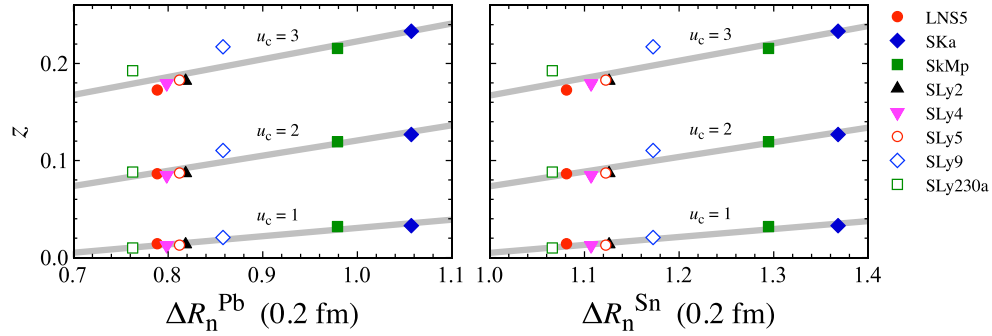 0.2
0.1
0.0
z
u_c = 3
u_c = 2
u_c = 1
0.7 0.8 0.9 1.0 1.1
ΔR_n^Pb (0.2 fm)
u_c = 3
u_c = 2
u_c = 1
1.0 1.1 1.2 1.3 1.4
ΔR_n^Sn (0.2 fm)
LNS5
SKa
SkMp
SLy2
SLy4
SLy5
SLy9
SLy230a